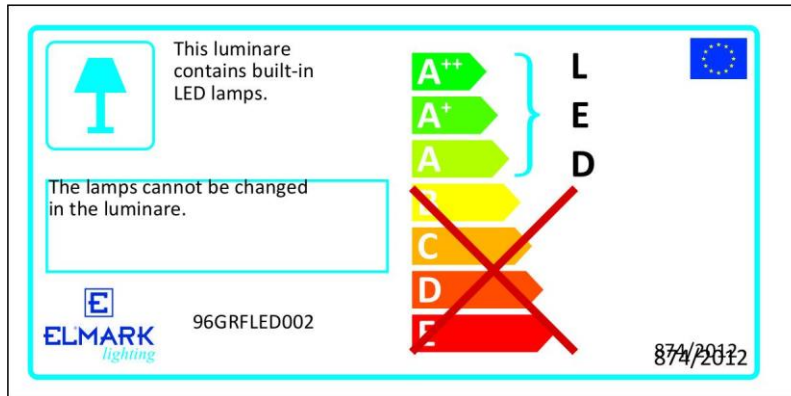 This luminare
contains built-in
LED lamps.
The lamps cannot be changed
in the luminare.
ELMARK
lighting
96GRFLED002
A++
A+
A
B
C
D
E
L
E
D
874/2012
874/2012